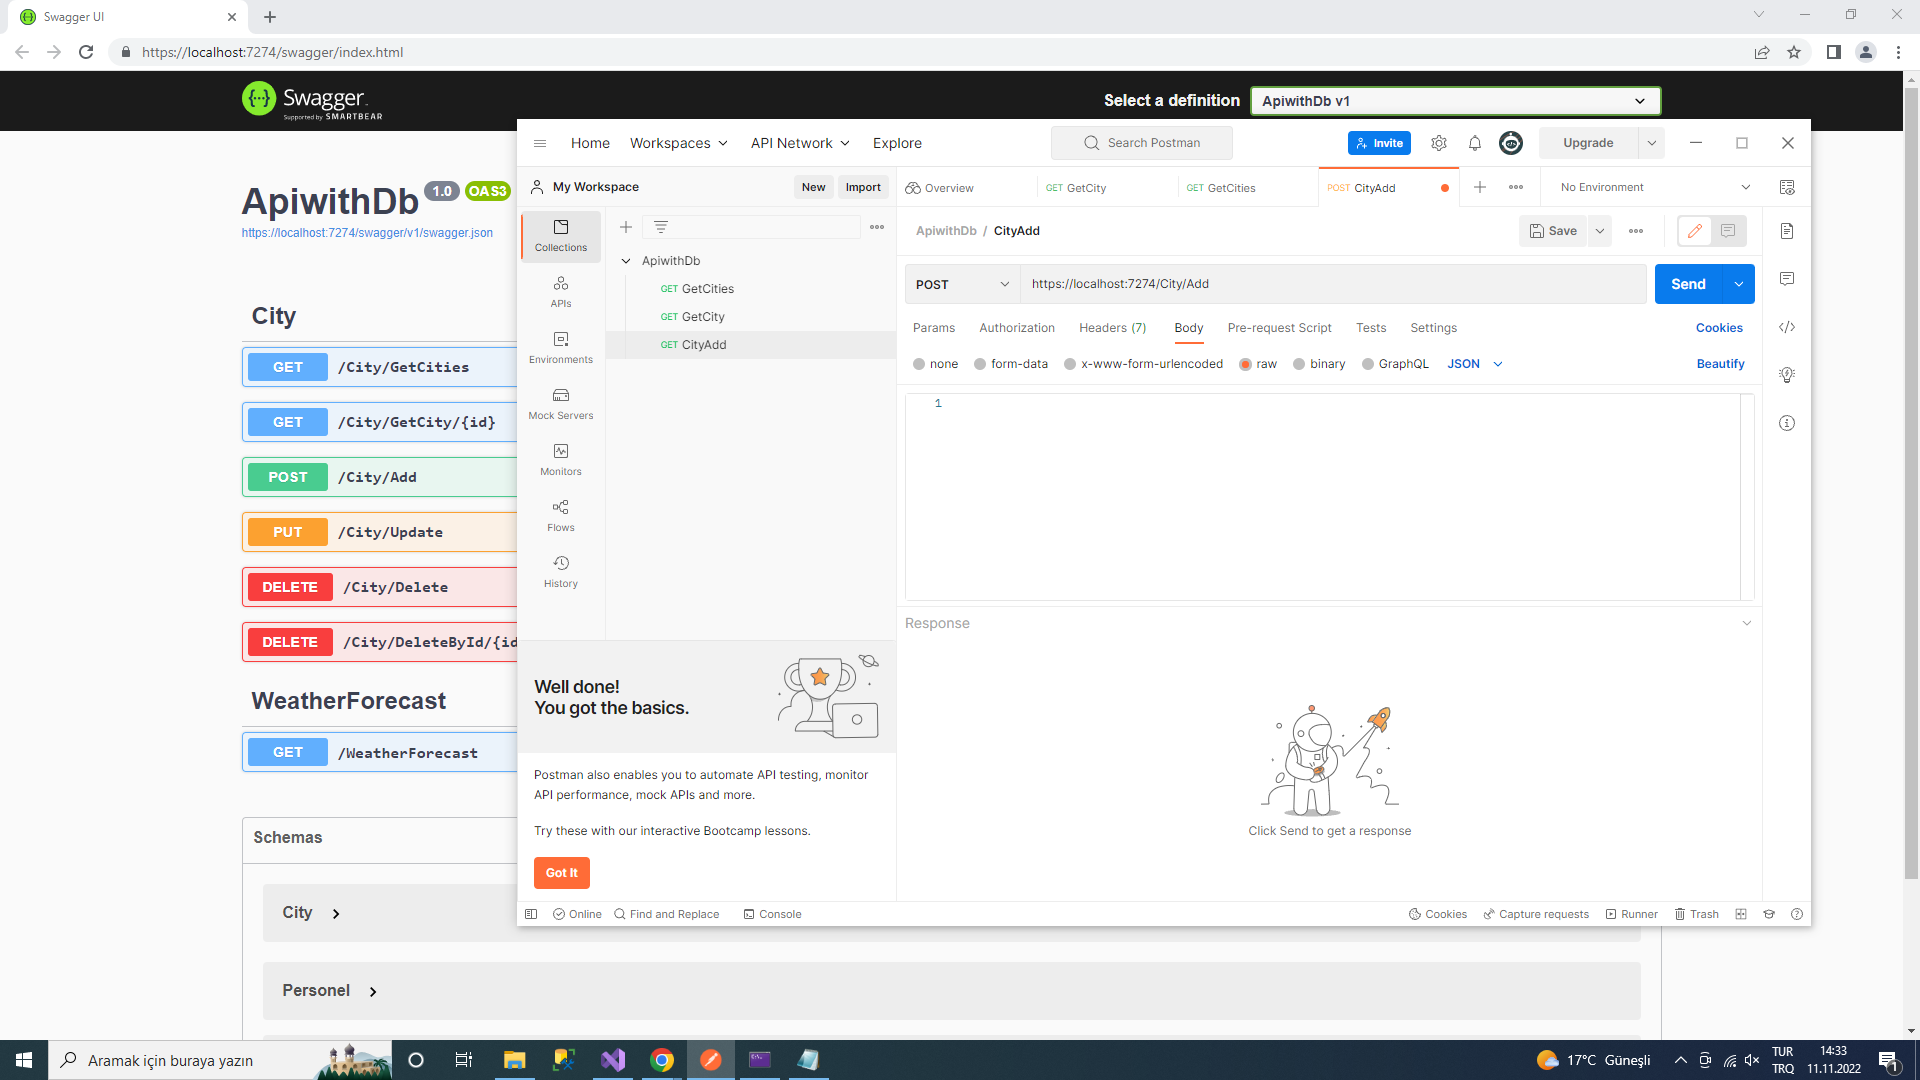 Swagger UI
https://localhost:7274/swagger/index.html
Swagger
Supported by SMARTBEAR
Select a definition
ApiwithDb v1
ApiwithDb 1.0 OAS3
https://localhost:7274/swagger/v1/swagger.json
City
GET /City/GetCities
GET /City/GetCity/{id}
POST /City/Add
PUT /City/Update
DELETE /City/Delete
DELETE /City/DeleteById/{id
WeatherForecast
GET /WeatherForecast
Schemas
City
Personel
Home Workspaces API Network Explore
Search Postman
Invite
Upgrade
My Workspace
New Import
Overview
GET GetCity
GET GetCities
POST CityAdd
No Environment
Collections
APIs
Environments
Mock Servers
Monitors
Flows
History
ApiwithDb
GET GetCities
GET GetCity
GET CityAdd
ApiwithDb / CityAdd
Save
POST https://localhost:7274/City/Add
Send
Params Authorization Headers (7) Body Pre-request Script Tests Settings Cookies
none form-data x-www-form-urlencoded raw binary GraphQL JSON Beautify
1
Response
Click Send to get a response
Well done!
You got the basics.
Postman also enables you to automate API testing, monitor
API performance, mock APIs and more.
Try these with our interactive Bootcamp lessons.
Got It
Online Find and Replace Console
Cookies Capture requests Runner Trash
Aramak için buraya yazın
17°C Güneşli
TUR
TRQ
14:33
11.11.2022
1